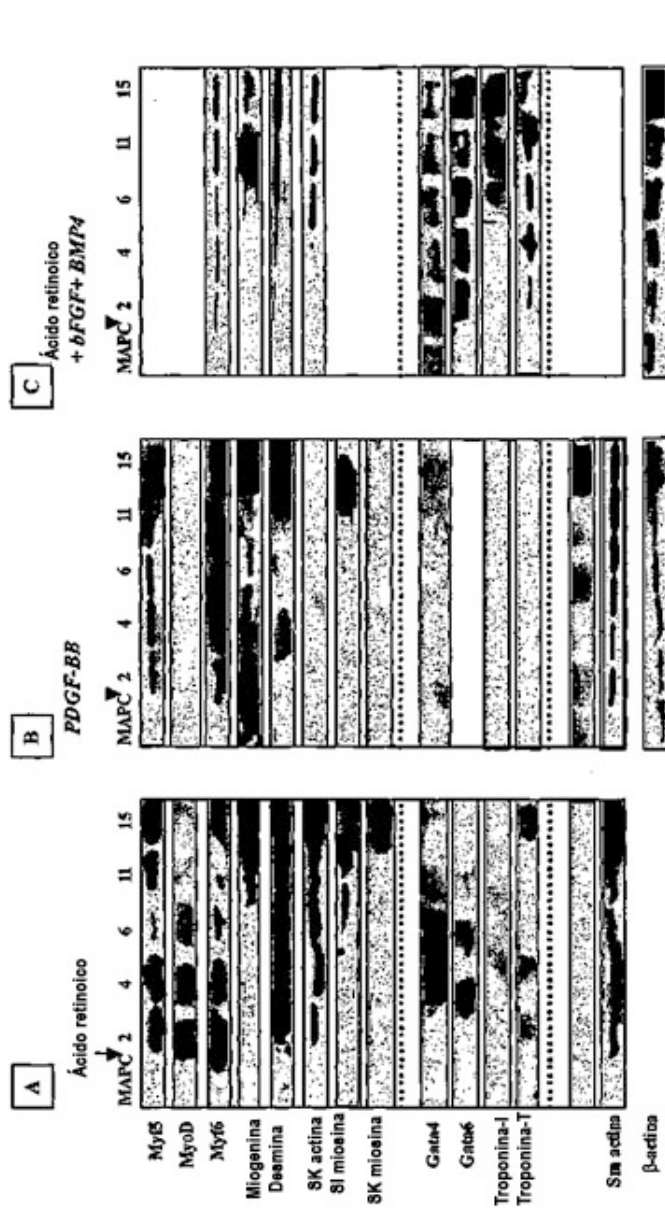 A
Ácido retinoico
MAPC 2 4 6 11 15
B
PDGF-BB
MAPC 2 4 6 11 15
C
Ácido retinoico
+ bFGF+ BMP4
MAPC 2 4 6 11 15
Myf5
MyoD
Myf6
Miogenina
Desmina
SK actina
Sl miosina
SK miosina
Gata4
Gata6
Troponina-I
Troponina-T
Sm actina
β-actina